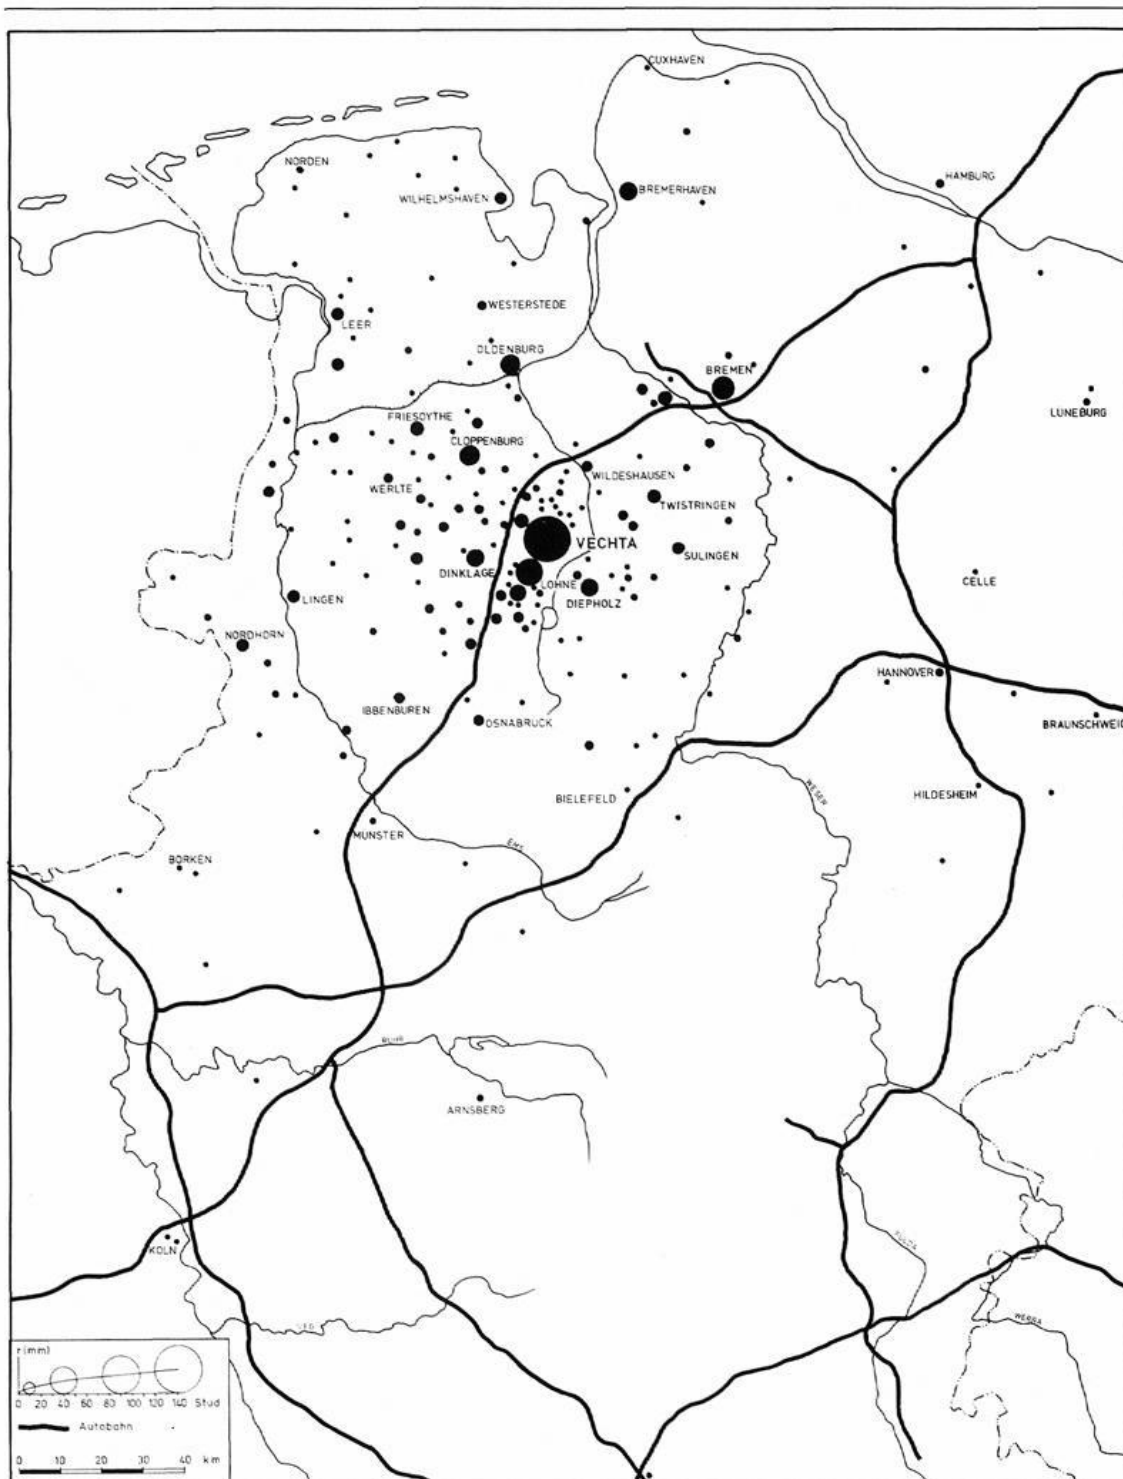 CUXHAVEN
NORDEN
HAMBURG
WILHELMSHAVEN
BREMERHAVEN
WESTERSTEDE
LEER
OLDENBURG
BREMEN
LÜNEBURG
FRIESOYTHE
CLOPPENBURG
WILDESHAUSEN
WERLTE
TWISTRINGEN
VECHTA
SULINGEN
DINKLAGE
LOHNE
CELLE
LINGEN
DIEPHOLZ
NORDHORN
HANNOVER
IBBENBUREN
OSNABRUCK
BRAUNSCHWEIG
WESER
BIELEFELD
HILDESHEIM
MUNSTER
EMS
BORKEN
RUHR
ARNSBERG
FULDA
KOLN
SIEG
WERRA
r (mm)
0 20 40 60 80 100 120 140 Stud
Autobahn
0 10 20 30 40 km